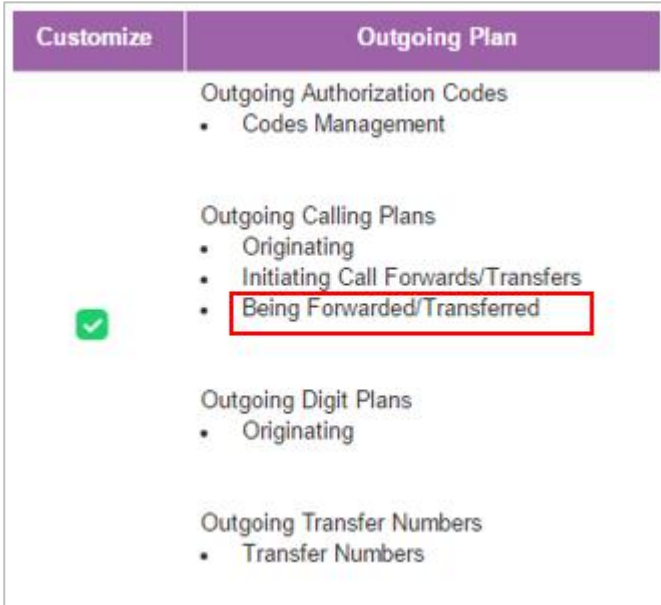 Customize Outgoing Plan
Outgoing Authorization Codes
• Codes Management
Outgoing Calling Plans
• Originating
• Initiating Call Forwards/Transfers
• Being Forwarded/Transferred
Outgoing Digit Plans
• Originating
Outgoing Transfer Numbers
• Transfer Numbers